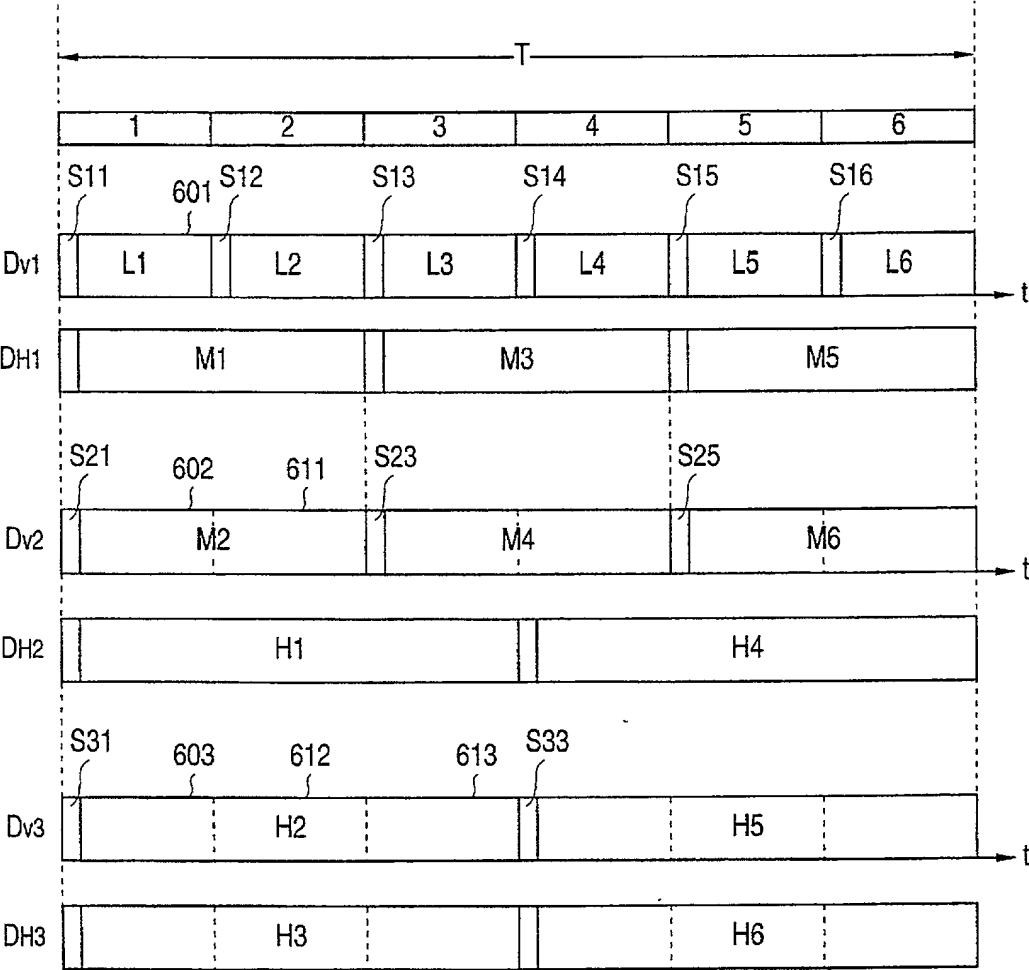 T
1 2 3 4 5 6
S11 601 S12 S13 S14 S15 S16
Dv1 L1 L2 L3 L4 L5 L6 t
DH1 M1 M3 M5
S21 602 611 S23 S25
Dv2 M2 M4 M6 t
DH2 H1 H4
S31 603 612 613 S33
Dv3 H2 H5 t
DH3 H3 H6